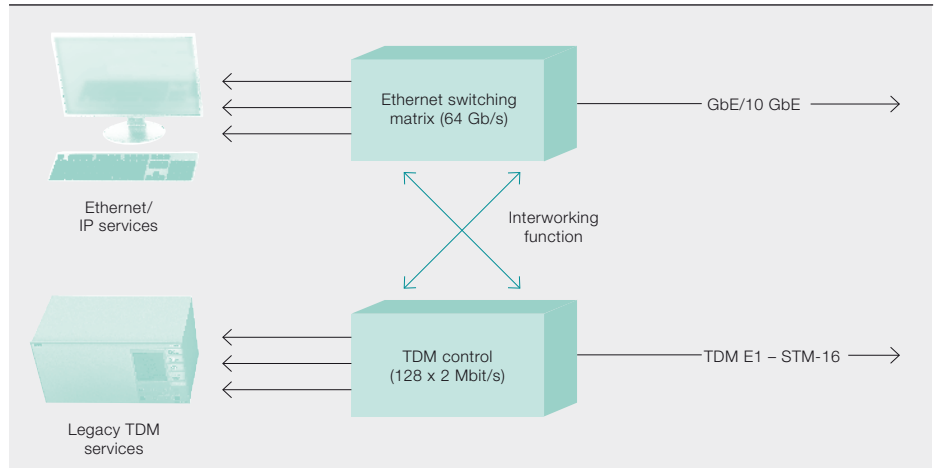 Ethernet switching
matrix (64 Gb/s)
GbE/10 GbE
Ethernet/
IP services
Interworking
function
TDM control
(128 x 2 Mbit/s)
TDM E1 – STM-16
Legacy TDM
services